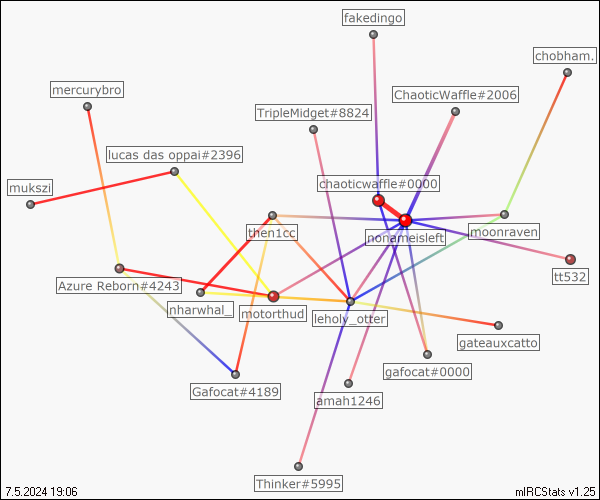 fakedingo
chobham.
mercurybro
ChaoticWaffle#2006
TripleMidget#8824
lucas das oppai#2396
chaoticwaffle#0000
mukszi
then1cc
nonameisleft
moonraven
tt532
Azure Reborn#4243
nharwhal_
motorthud
leholy_otter
gateauxcatto
gafocat#0000
Gafocat#4189
amah1246
Thinker#5995
7.5.2024 19:06
mIRCStats v1.25